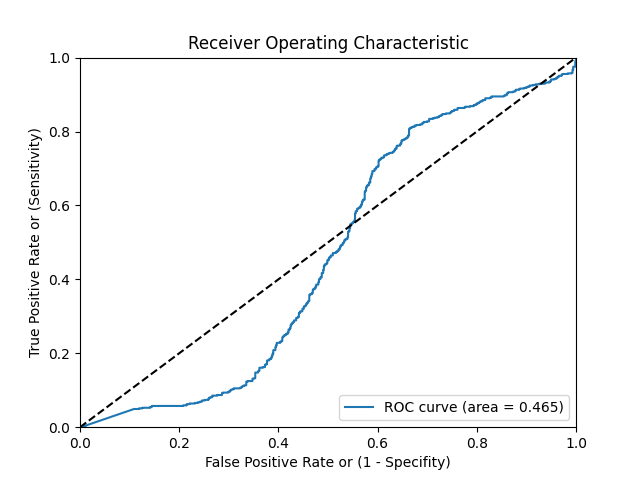 Receiver Operating Characteristic
1.0
0.8
0.6
0.4
0.2
0.0
True Positive Rate or (Sensitivity)
ROC curve (area = 0.465)
0.0 0.2 0.4 0.6 0.8 1.0
False Positive Rate or (1 - Specifity)